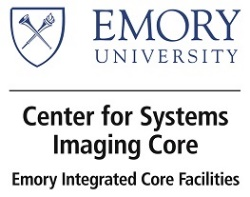 EMORY
UNIVERSITY
Center for Systems
Imaging Core
Emory Integrated Core Facilities